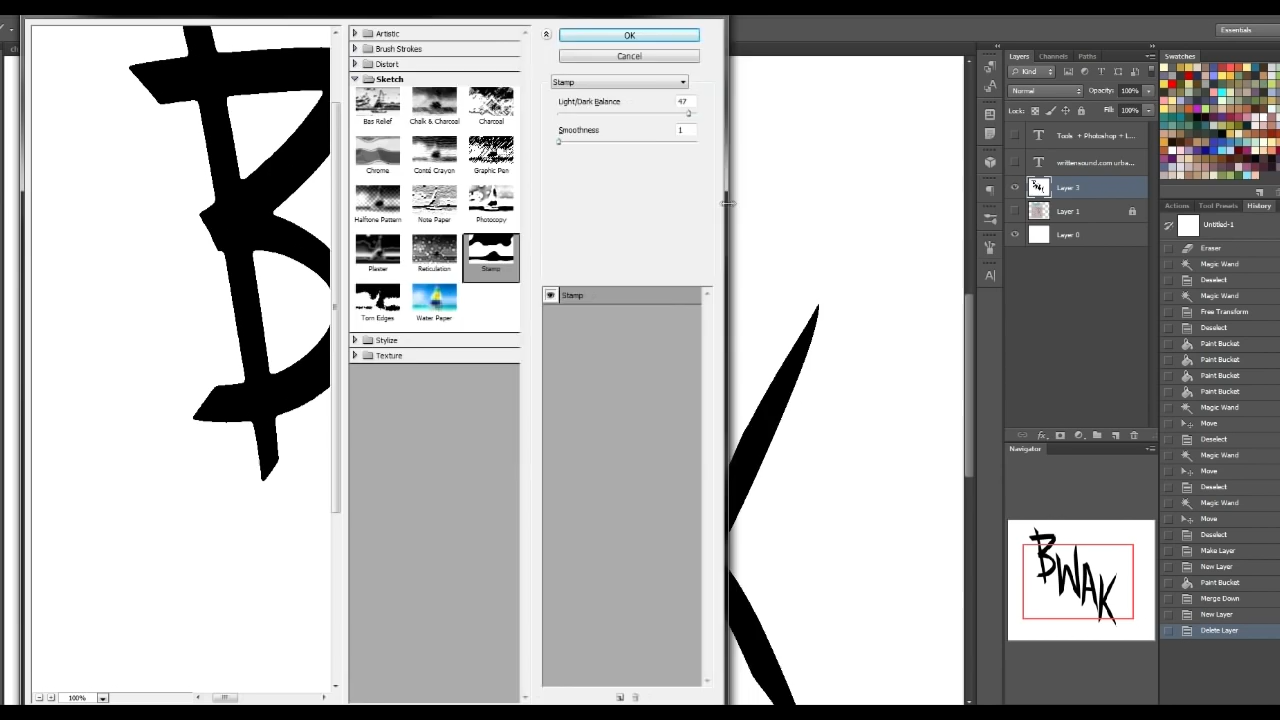 Artistic
Brush Strokes
Distort
Sketch
Bas Relief
Chalk & Charcoal
Charcoal
Chrome
Conté Crayon
Graphic Pen
Halftone Pattern
Note Paper
Photocopy
Plaster
Reticulation
Stamp
Torn Edges
Water Paper
Stylize
Texture
100%
OK
Cancel
Stamp
Light/Dark Balance 47
Smoothness 1
Stamp
Essentials
Layers Channels Paths
Kind
Normal Opacity: 100%
Lock: Fill: 100%
Tools + Photoshop + L...
writtensound.com urba...
Layer 3
Layer 1
Layer 0
Navigator
BWAK
Swatches
Actions Tool Presets History
Untitled-1
Eraser
Magic Wand
Deselect
Magic Wand
Free Transform
Deselect
Paint Bucket
Paint Bucket
Paint Bucket
Paint Bucket
Magic Wand
Move
Deselect
Magic Wand
Move
Deselect
Magic Wand
Move
Deselect
Make Layer
New Layer
Paint Bucket
Merge Down
New Layer
Delete Layer